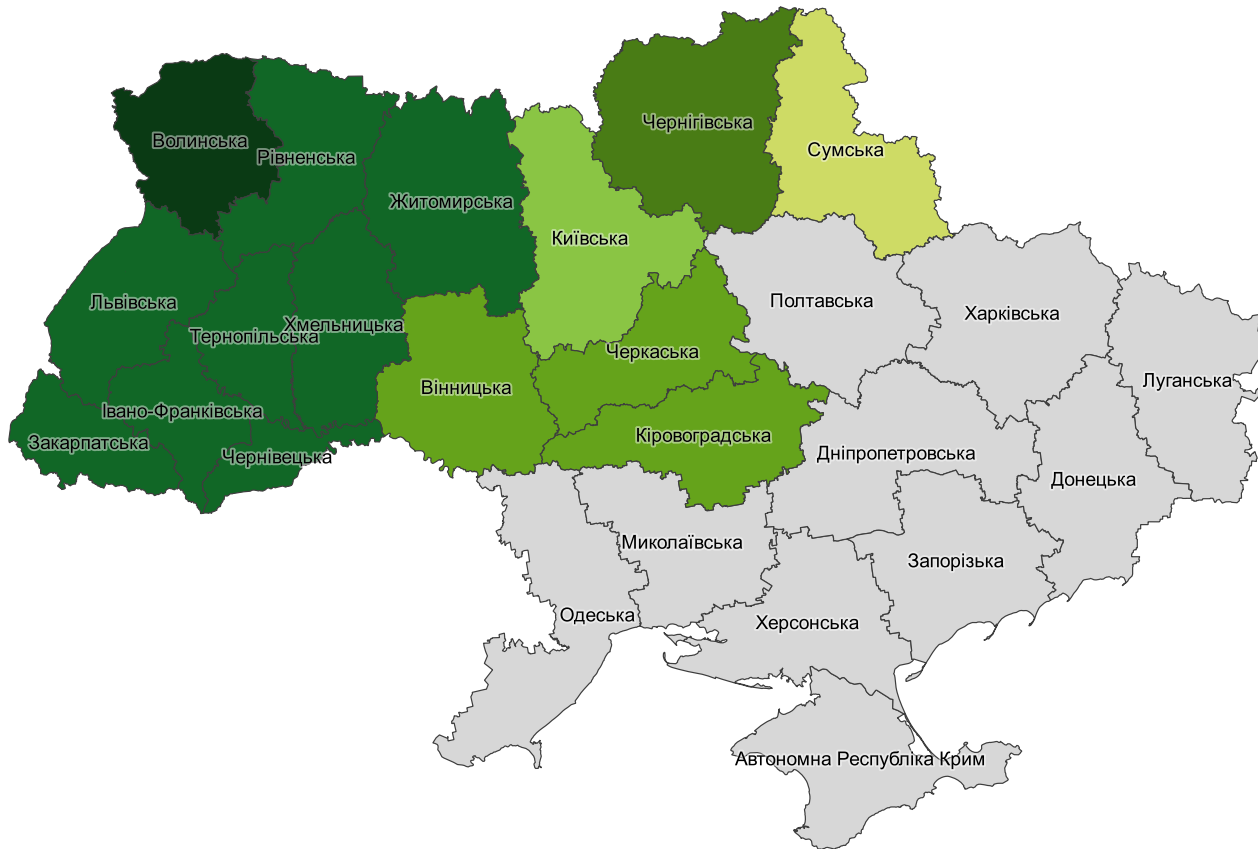 Чернігівська
Волинська
Сумська
Рівненська
Житомирська
Київська
Львівська
Полтавська
Харківська
Тернопільська
Хмельницька
Черкаська
Луганська
Вінницька
Івано-Франківська
Кіровоградська
Закарпатська
Чернівецька
Дніпропетровська
Донецька
Миколаївська
Запорізька
Одеська
Херсонська
Автономна Республіка Крим